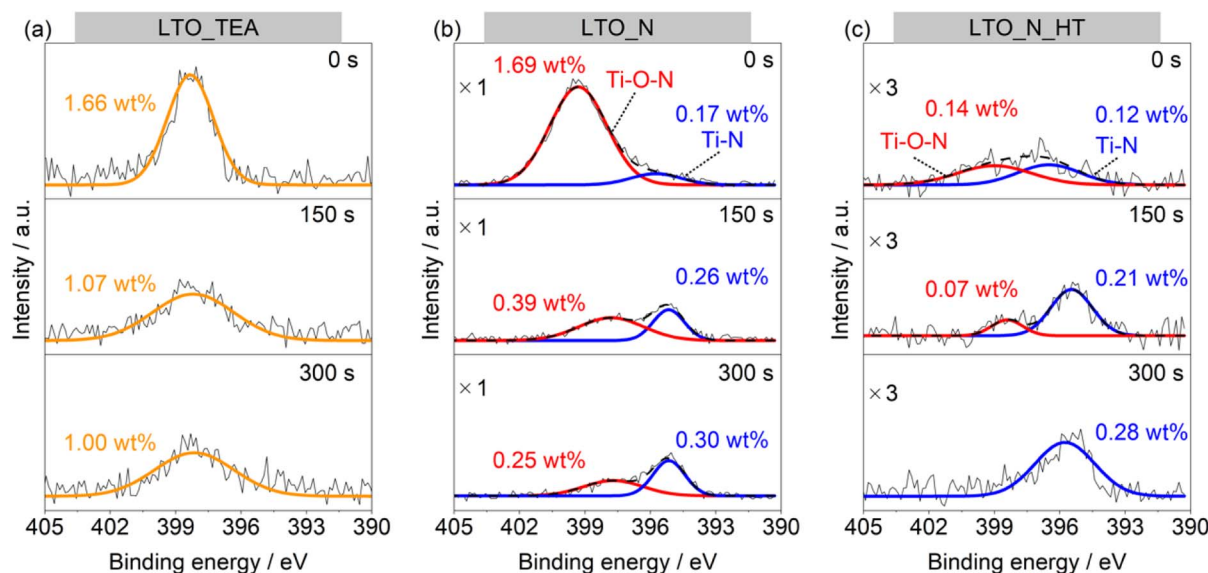 (a)
LTO_TEA
0 s
1.66 wt%
150 s
1.07 wt%
300 s
1.00 wt%
405 402 399 396 393 390
Binding energy / eV
Intensity / a.u.
(b)
LTO_N
0 s
× 1
1.69 wt%
Ti-O-N
0.17 wt%
Ti-N
150 s
× 1
0.39 wt%
0.26 wt%
300 s
× 1
0.25 wt%
0.30 wt%
405 402 399 396 393 390
Binding energy / eV
Intensity / a.u.
(c)
LTO_N_HT
0 s
× 3
0.14 wt%
0.12 wt%
Ti-O-N
Ti-N
150 s
× 3
0.07 wt%
0.21 wt%
300 s
× 3
0.28 wt%
405 402 399 396 393 390
Binding energy / eV
Intensity / a.u.